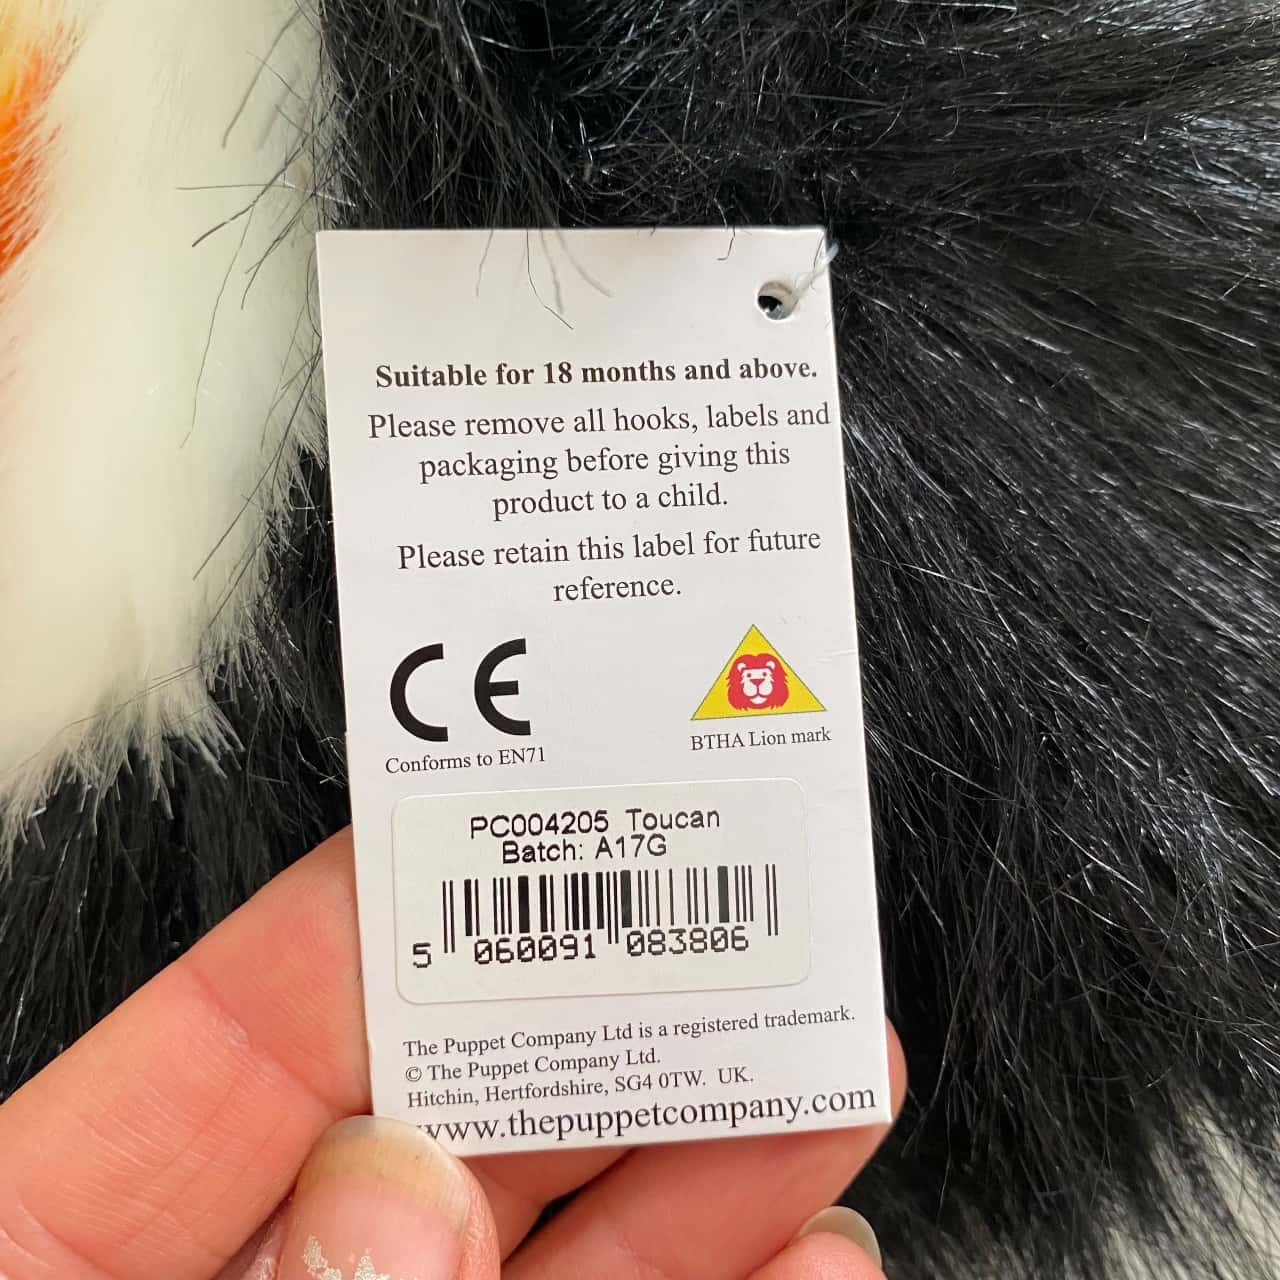 Suitable for 18 months and above.
Please remove all hooks, labels and
packaging before giving this
product to a child.
Please retain this label for future
reference.
CE
Conforms to EN71
BTHA Lion mark
PC004205 Toucan
Batch: A17G
5 060091 083806
The Puppet Company Ltd is a registered trademark.
© The Puppet Company Ltd.
Hitchin, Hertfordshire, SG4 0TW. UK.
www.thepuppetcompany.com